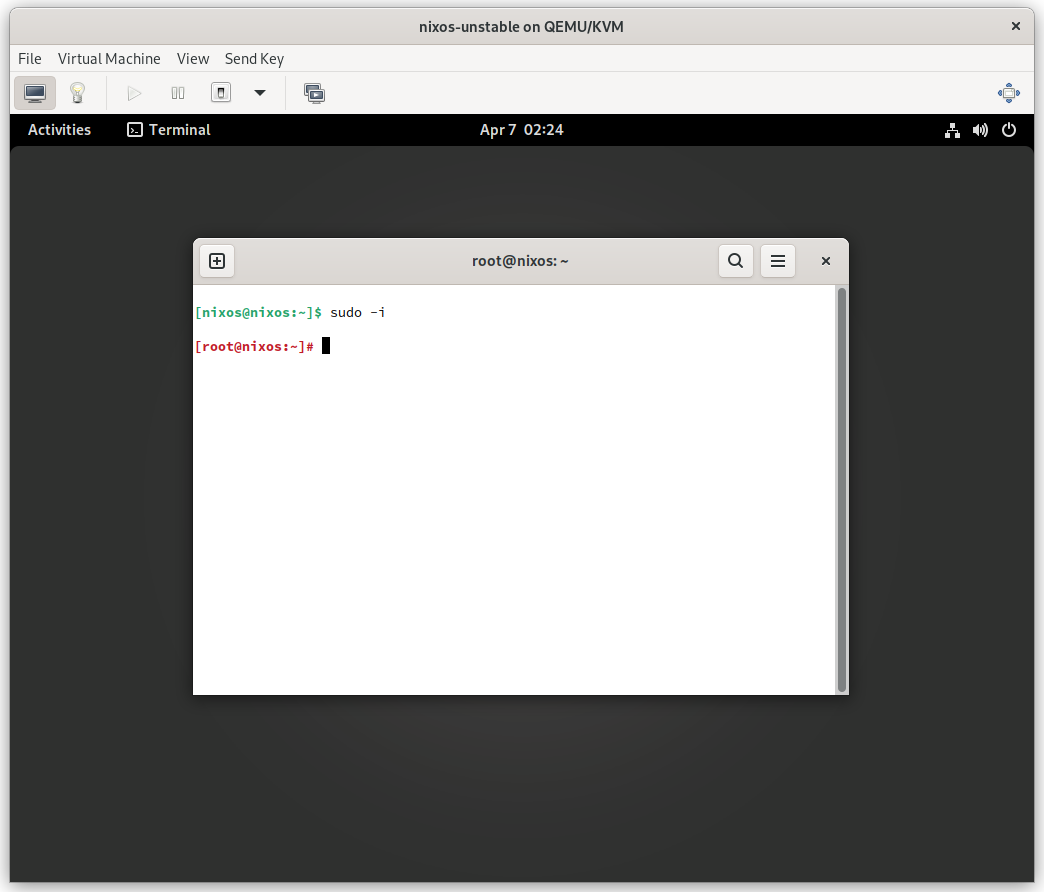 nixos-unstable on QEMU/KVM
File Virtual Machine View Send Key
Activities Terminal Apr 7 02:24
root@nixos: ~
[nixos@nixos:~]$ sudo -i
[root@nixos:~]#